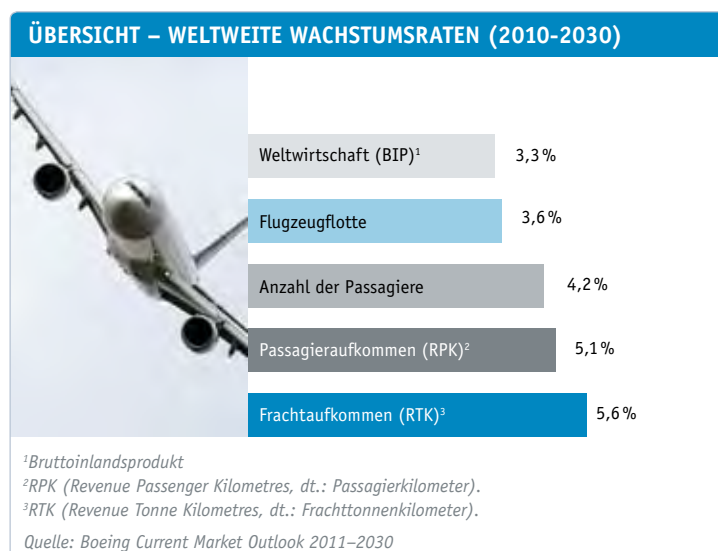 ÜBERSICHT – WELTWEITE WACHSTUMSRATEN (2010-2030)
Weltwirtschaft (BIP)¹ 3,3 %
Flugzeugflotte 3,6 %
Anzahl der Passagiere 4,2 %
Passagieraufkommen (RPK)² 5,1 %
Frachtaufkommen (RTK)³ 5,6 %
¹Bruttoinlandsprodukt
²RPK (Revenue Passenger Kilometres, dt.: Passagierkilometer).
³RTK (Revenue Tonne Kilometres, dt.: Frachttonnenkilometer).
Quelle: Boeing Current Market Outlook 2011–2030